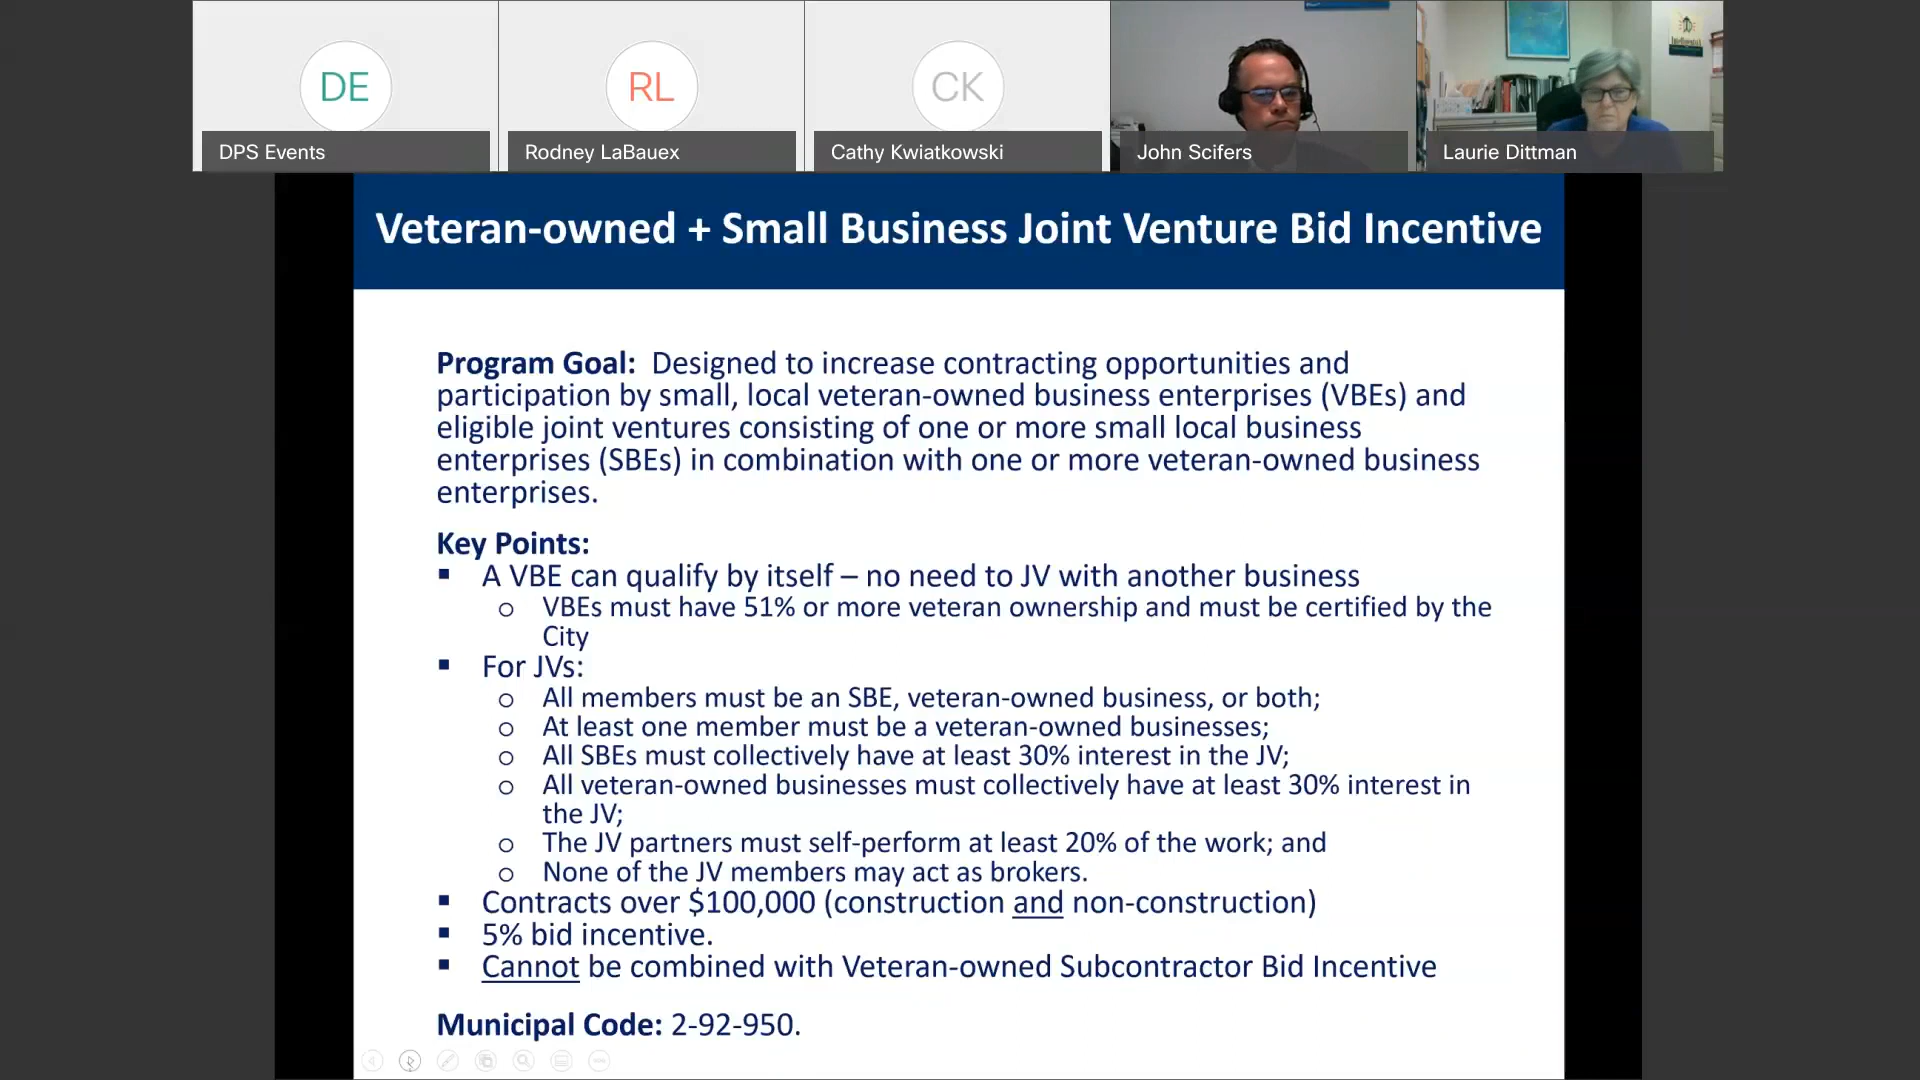 DE
RL
CK
DPS Events
Rodney LaBauex
Cathy Kwiatkowski
John Scifers
Laurie Dittman
Veteran-owned + Small Business Joint Venture Bid Incentive
Program Goal: Designed to increase contracting opportunities and
participation by small, local veteran-owned business enterprises (VBEs) and
eligible joint ventures consisting of one or more small local business
enterprises (SBEs) in combination with one or more veteran-owned business
enterprises.
Key Points:
▪ A VBE can qualify by itself – no need to JV with another business
o VBEs must have 51% or more veteran ownership and must be certified by the
City
▪ For JVs:
o All members must be an SBE, veteran-owned business, or both;
o At least one member must be a veteran-owned businesses;
o All SBEs must collectively have at least 30% interest in the JV;
o All veteran-owned businesses must collectively have at least 30% interest in
the JV;
o The JV partners must self-perform at least 20% of the work; and
o None of the JV members may act as brokers.
▪ Contracts over $100,000 (construction and non-construction)
▪ 5% bid incentive.
▪ Cannot be combined with Veteran-owned Subcontractor Bid Incentive
Municipal Code: 2-92-950.